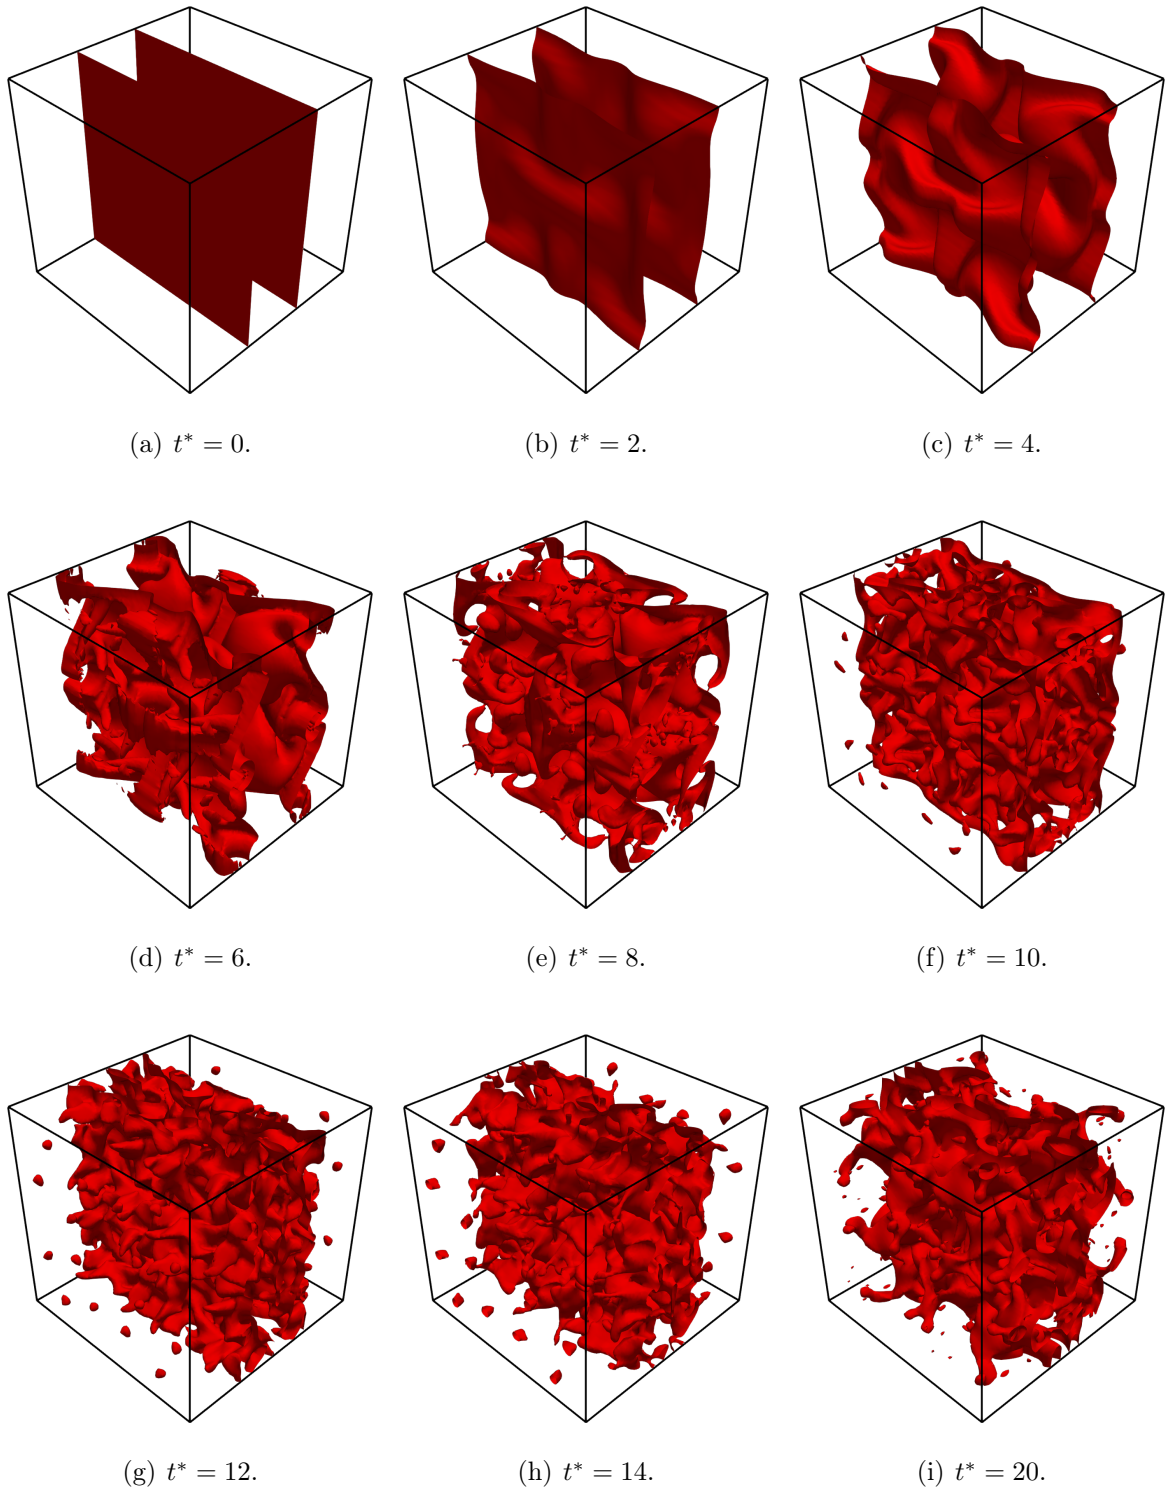 (a) t* = 0.
(b) t* = 2.
(c) t* = 4.
(d) t* = 6.
(e) t* = 8.
(f) t* = 10.
(g) t* = 12.
(h) t* = 14.
(i) t* = 20.